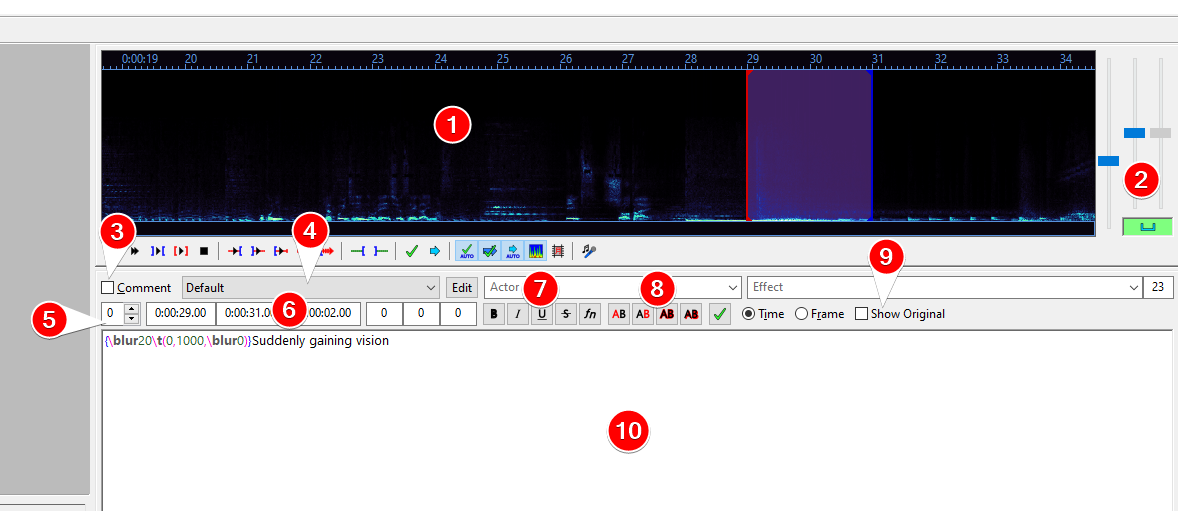 0:00:19 20 21 22 23 24 25 26 27 28 29 30 31 32 33 34
1
2
3
4
9
AUTO AUTO
Comment Default Edit Actor 7 8 Effect 23
5
0 0:00:29.00 0:00:31.0 6 :00:02.00 0 0 0 B I U S fn AB AB AB AB Time Frame Show Original
{\blur20\t(0,1000,\blur0)}Suddenly gaining vision
10